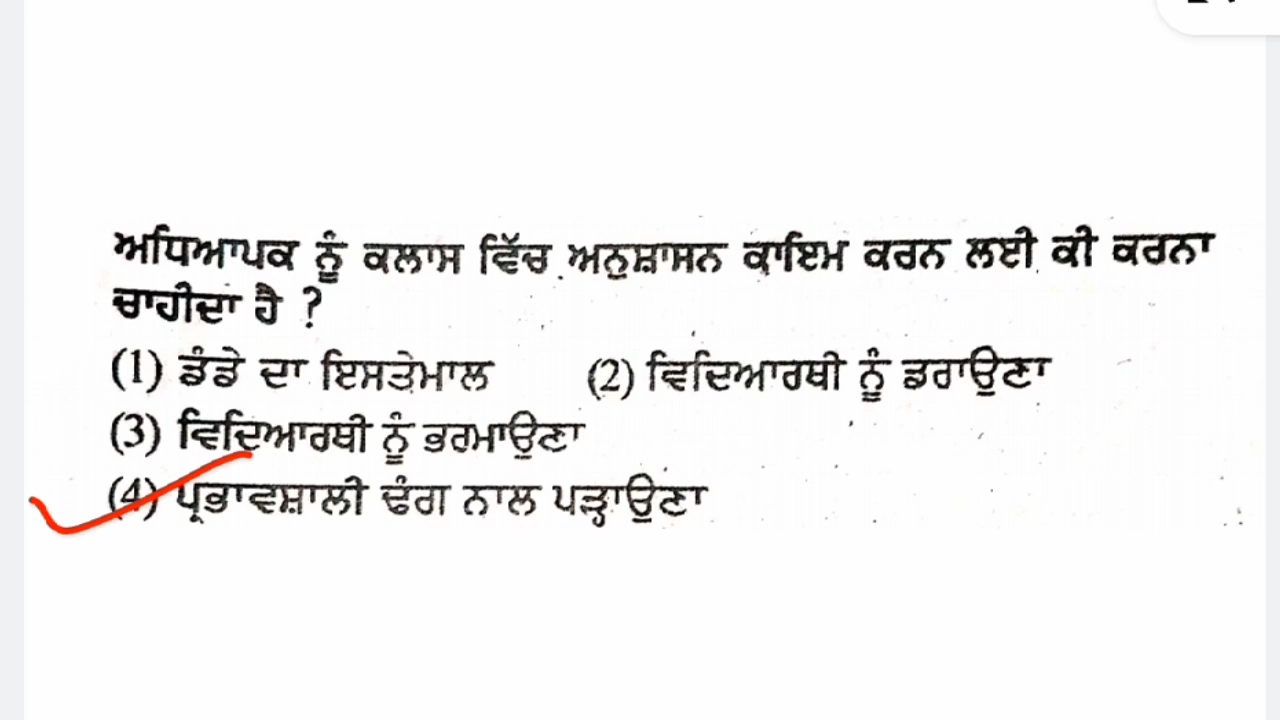 ਅਧਿਆਪਕ ਨੂੰ ਕਲਾਸ ਵਿੱਚ ਅਨੁਸ਼ਾਸਨ ਕਾਇਮ ਕਰਨ ਲਈ ਕੀ ਕਰਨਾ
ਚਾਹੀਦਾ ਹੈ ?
(1) ਡੰਡੇ ਦਾ ਇਸਤੇਮਾਲ (2) ਵਿਦਿਆਰਥੀ ਨੂੰ ਡਰਾਉਣਾ
(3) ਵਿਦਿਆਰਥੀ ਨੂੰ ਭਰਮਾਉਣਾ
(4) ਪ੍ਰਭਾਵਸ਼ਾਲੀ ਢੰਗ ਨਾਲ ਪੜ੍ਹਾਉਣਾ